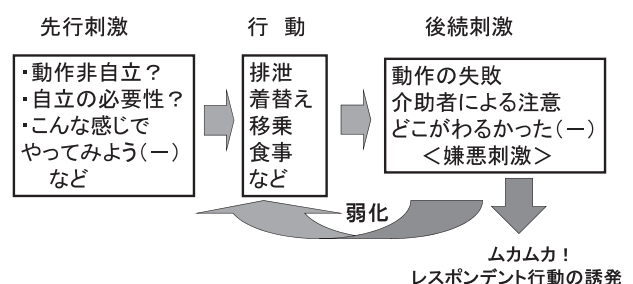 先行刺激
行 動
後続刺激
・動作非自立？
・自立の必要性？
・こんな感じで
やってみよう（－）
など
排泄
着替え
移乗
食事
など
動作の失敗
介助者による注意
どこがわるかった（－）
＜嫌悪刺激＞
弱化
ムカムカ！
レスポンデント行動の誘発